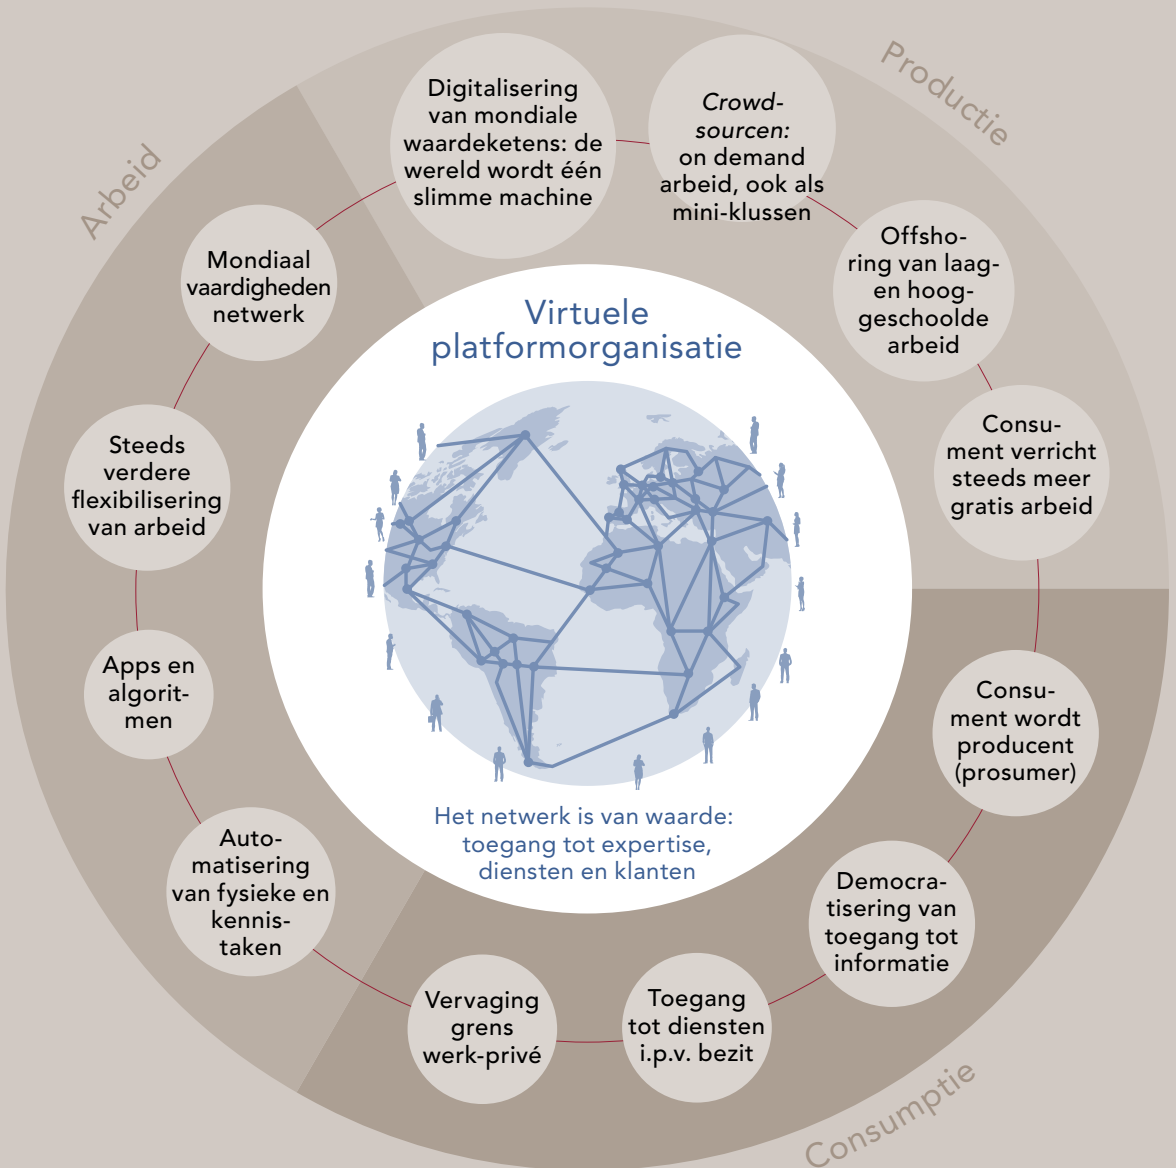 Productie
Arbeid
Consumptie
Digitalisering
van mondiale
waardeketens: de
wereld wordt één
slimme machine
Crowd-
sourcen:
on demand
arbeid, ook als
mini-klussen
Offsho-
ring van laag-
en hoog-
geschoolde
arbeid
Consu-
ment verricht
steeds meer
gratis arbeid
Consu-
ment wordt
producent
(prosumer)
Democra-
tisering van
toegang tot
informatie
Toegang
tot diensten
i.p.v. bezit
Vervaging
grens
werk-privé
Auto-
matisering
van fysieke en
kennis-
taken
Apps en
algorit-
men
Steeds
verdere
flexibilisering
van arbeid
Mondiaal
vaardigheden
netwerk
Virtuele
platformorganisatie
Het netwerk is van waarde:
toegang tot expertise,
diensten en klanten